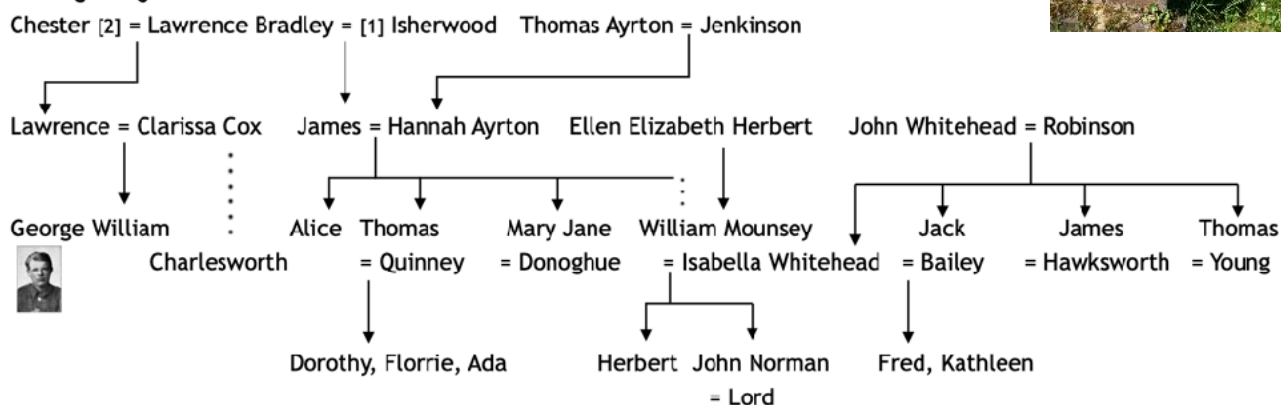 Chester [2] = Lawrence Bradley = [1] Isherwood Thomas Ayrton = Jenkinson
Lawrence = Clarissa Cox James = Hannah Ayrton Ellen Elizabeth Herbert John Whitehead = Robinson
George William Alice Thomas Mary Jane William Mounsey Jack James Thomas
Charlesworth = Quinney = Donoghue = Isabella Whitehead = Bailey = Hawksworth = Young
Dorothy, Florrie, Ada Herbert John Norman Fred, Kathleen
= Lord